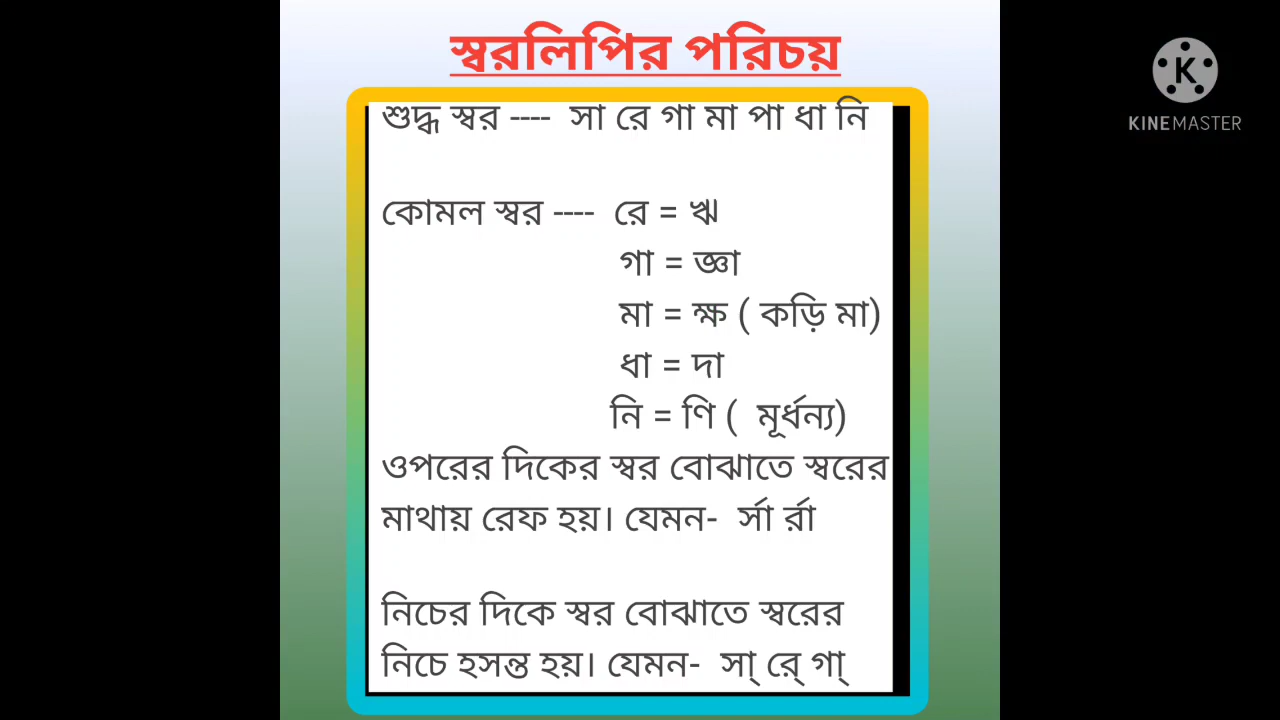 স্বরলিপির পরিচয়
শুদ্ধ স্বর ---- সা রে গা মা পা ধা নি
কোমল স্বর ---- রে = ঋ
গা = জ্ঞা
মা = ক্ষ ( কড়ি মা)
ধা = দা
নি = ণি ( মূর্ধন্য)
ওপরের দিকের স্বর বোঝাতে স্বরের
মাথায় রেফ হয়। যেমন- র্সা র্রা
নিচের দিকে স্বর বোঝাতে স্বরের
নিচে হসন্ত হয়। যেমন- সা্ রে্ গা্
K
KINEMASTER